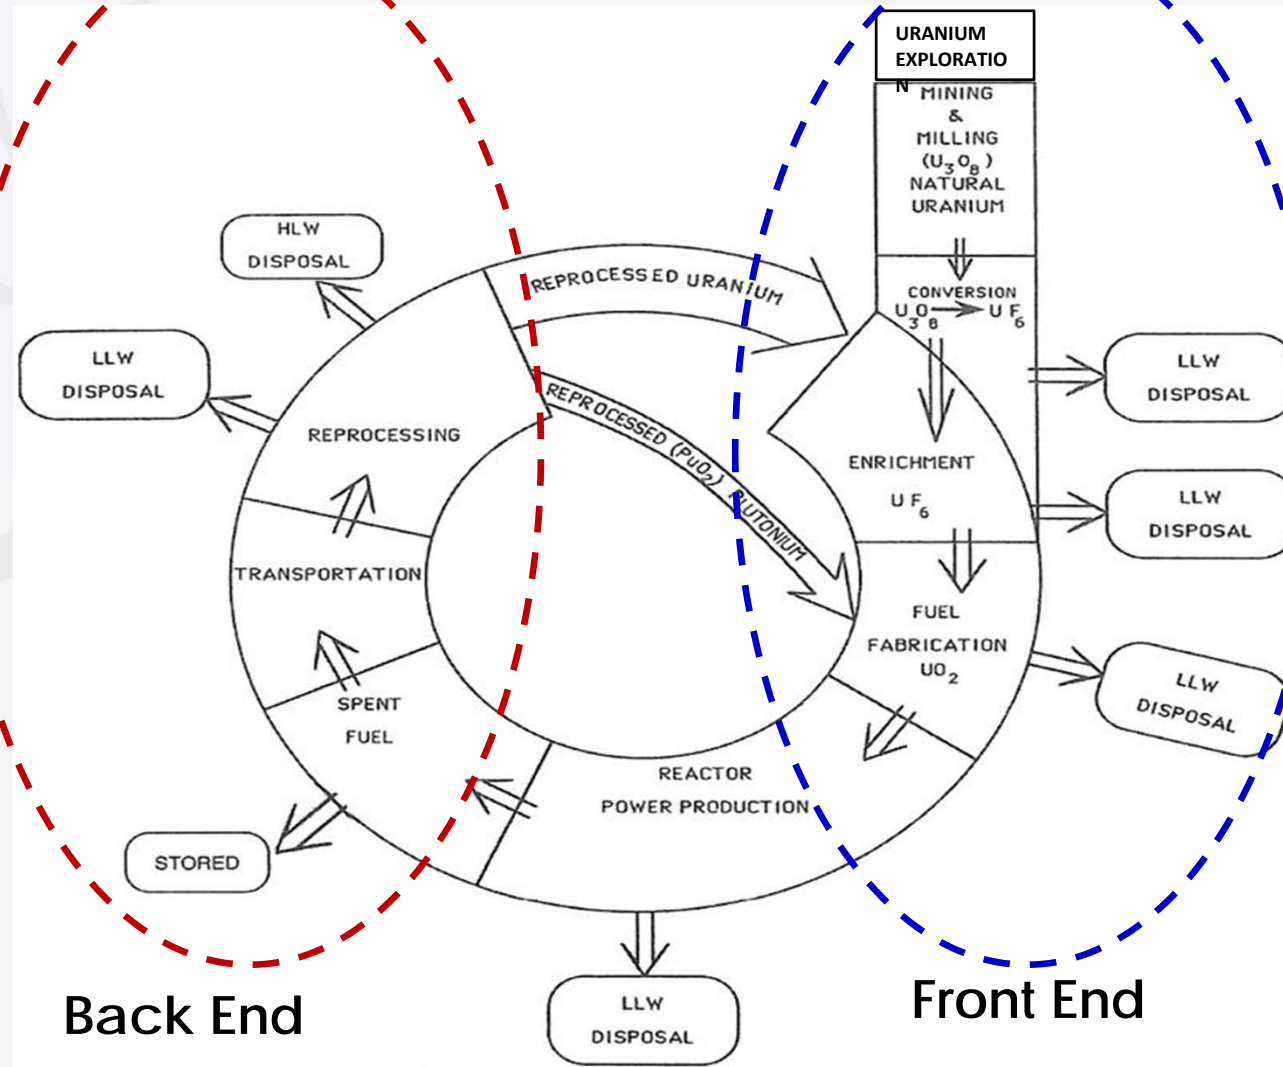 URANIUM
EXPLORATIO
N
MINING
&
MILLING
(U3O8)
NATURAL
URANIUM
CONVERSION
U3O8 → UF6
ENRICHMENT
UF6
FUEL
FABRICATION
UO2
REACTOR
POWER PRODUCTION
SPENT
FUEL
TRANSPORTATION
REPROCESSING
REPROCESSED URANIUM
REPROCESSED (PuO2) PLUTONIUM
HLW
DISPOSAL
LLW
DISPOSAL
STORED
LLW
DISPOSAL
LLW
DISPOSAL
LLW
DISPOSAL
LLW
DISPOSAL
Back End
Front End